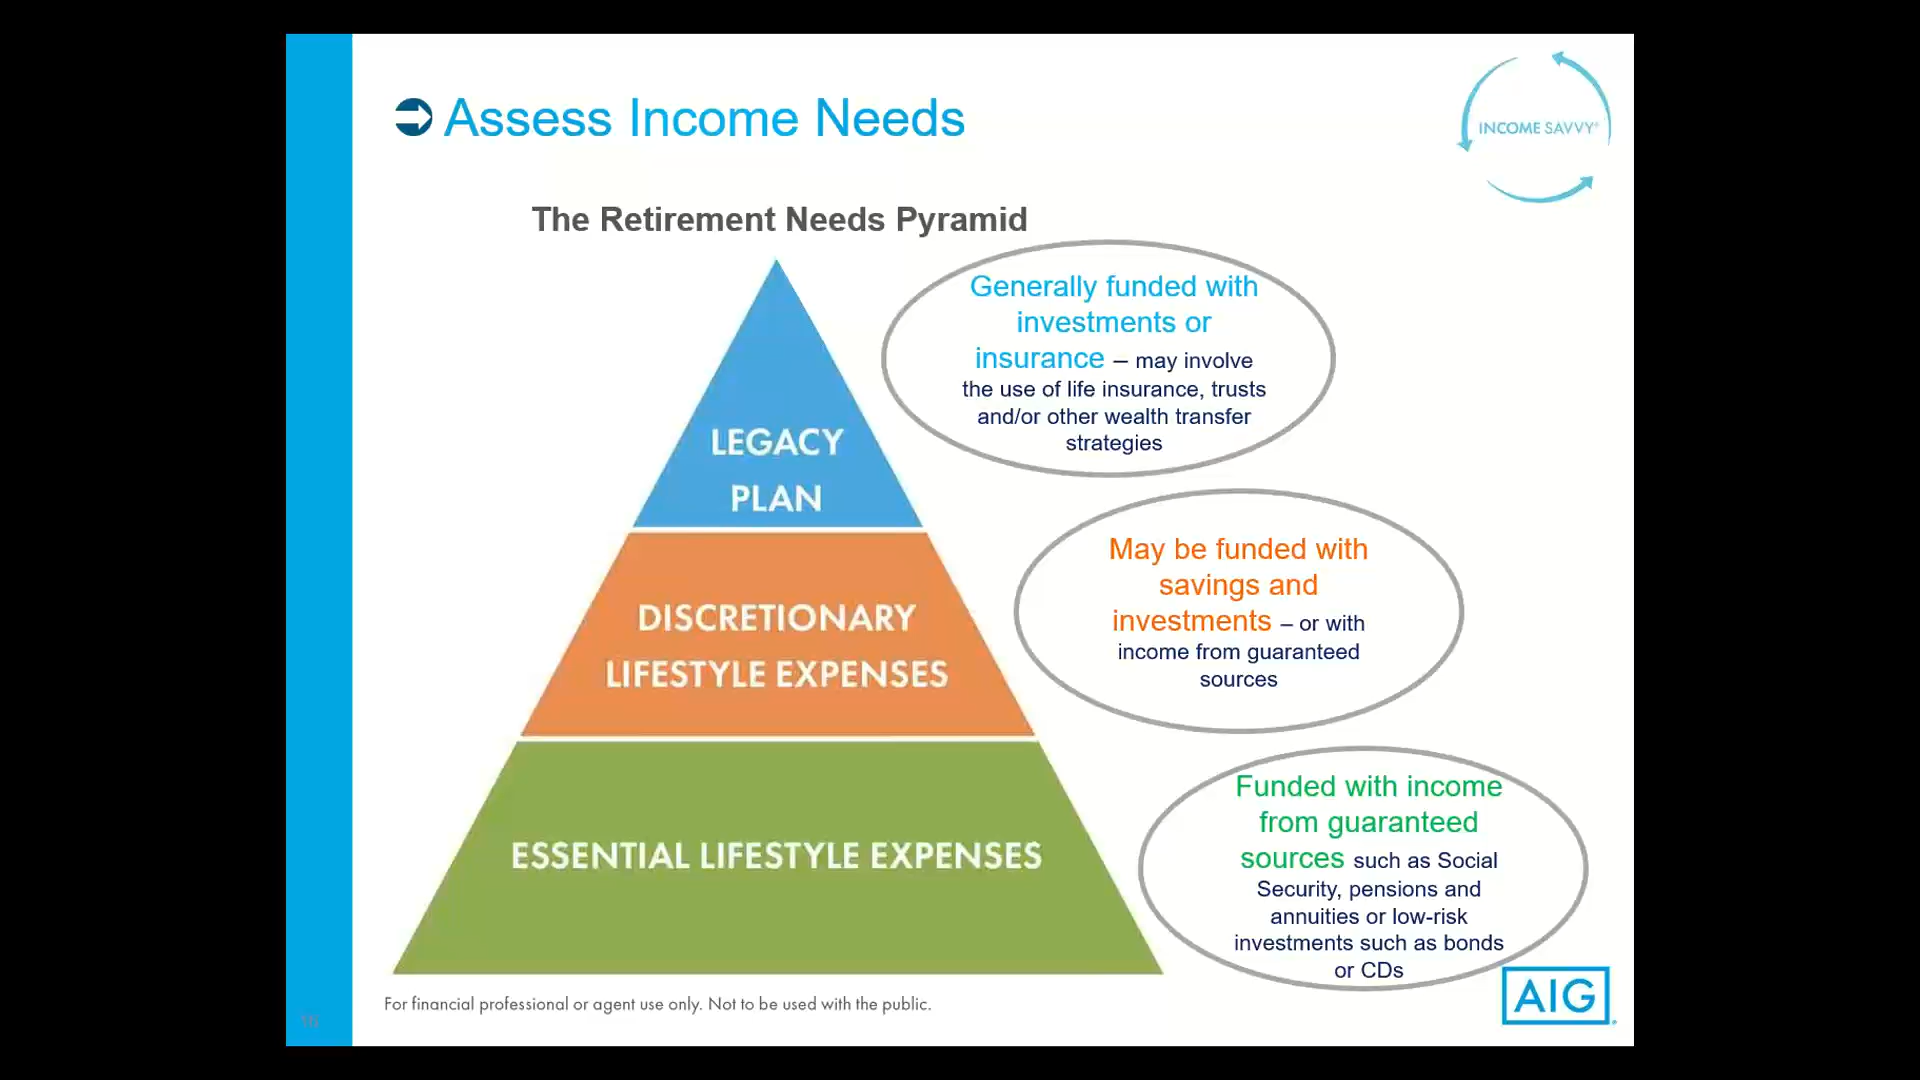 Assess Income Needs
INCOME SAVVY®
The Retirement Needs Pyramid
Generally funded with
investments or
insurance – may involve
the use of life insurance, trusts
and/or other wealth transfer
strategies
LEGACY
PLAN
May be funded with
savings and
investments – or with
income from guaranteed
sources
DISCRETIONARY
LIFESTYLE EXPENSES
Funded with income
from guaranteed
sources such as Social
Security, pensions and
annuities or low-risk
investments such as bonds
or CDs
ESSENTIAL LIFESTYLE EXPENSES
AIG
For financial professional or agent use only. Not to be used with the public.